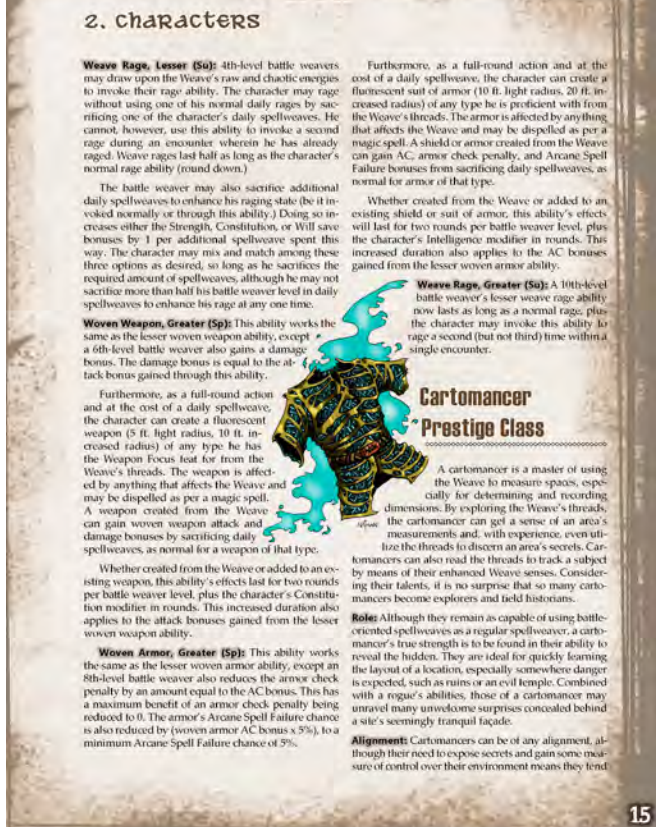 2. Characters
Weave Rage, Lesser (Su): 4th-level battle weavers
may draw upon the Weave's raw and chaotic energies
to invoke their rage ability. The character may rage
without using one of his normal daily rages by sac-
rificing one of the character's daily spellweaves. He
cannot, however, use this ability to invoke a second
rage during an encounter wherein he has already
raged. Weave rages last half as long as the character's
normal rage ability (round down.)
The battle weaver may also sacrifice additional
daily spellweaves to enhance his raging state (be it in-
voked normally or through this ability.) Doing so in-
creases either the Strength, Constitution, or Will save
bonuses by 1 per additional spellweave spent this
way. The character may mix and match among these
three options as desired, so long as he sacrifices the
required amount of spellweaves, although he may not
sacrifice more than half his battle weaver level in daily
spellweaves to enhance his rage at any one time.
Woven Weapon, Greater (Sp): This ability works the
same as the lesser woven weapon ability, except
a 6th-level battle weaver also gains a damage
bonus. The damage bonus is equal to the at-
tack bonus gained through this ability.
Furthermore, as a full-round action
and at the cost of a daily spellweave,
the character can create a fluorescent
weapon (5 ft. light radius, 10 ft. in-
creased radius) of any type he has
the Weapon Focus feat for from the
Weave's threads. The weapon is affect-
ed by anything that affects the Weave and
may be dispelled as per a magic spell.
A weapon created from the Weave
can gain woven weapon attack and
damage bonuses by sacrificing daily
spellweaves, as normal for a weapon of that type.
Whether created from the Weave or added to an ex-
isting weapon, this ability's effects last for two rounds
per battle weaver level, plus the character's Constitu-
tion modifier in rounds. This increased duration also
applies to the attack bonuses gained from the lesser
woven weapon ability.
Woven Armor, Greater (Sp): This ability works
the same as the lesser woven armor ability, except an
8th-level battle weaver also reduces the armor check
penalty by an amount equal to the AC bonus. This has
a maximum benefit of an armor check penalty being
reduced to 0. The armor's Arcane Spell Failure chance
is also reduced by (woven armor AC bonus x 5%), to a
minimum Arcane Spell Failure chance of 5%.
Furthermore, as a full-round action and at the
cost of a daily spellweave, the character can create a
fluorescent suit of armor (10 ft. light radius, 20 ft. in-
creased radius) of any type he is proficient with from
the Weave's threads. The armor is affected by anything
that affects the Weave and may be dispelled as per a
magic spell. A shield or armor created from the Weave
can gain AC, armor check penalty, and Arcane Spell
Failure bonuses from sacrificing daily spellweaves, as
normal for armor of that type.
Whether created from the Weave or added to an
existing shield or suit of armor, this ability's effects
will last for two rounds per battle weaver level, plus
the character's Intelligence modifier in rounds. This
increased duration also applies to the AC bonuses
gained from the lesser woven armor ability.
Weave Rage, Greater (Su): A 10th-level
battle weaver's lesser weave rage ability
now lasts as long as a normal rage, plus
the character may invoke this ability to
rage a second (but not third) time within a
single encounter.
Cartomancer
Prestige Class
A cartomancer is a master of using
the Weave to measure spaces, espe-
cially for determining and recording
dimensions. By exploring the Weave's threads,
the cartomancer can get a sense of an area's
measurements and, with experience, even uti-
lize the threads to discern an area's secrets. Car-
tomancers can also read the threads to track a subject
by means of their enhanced Weave senses. Consider-
ing their talents, it is no surprise that so many carto-
mancers become explorers and field historians.
Role: Although they remain as capable of using battle-
oriented spellweaves as a regular spellweaver, a carto-
mancer's true strength is to be found in their ability to
reveal the hidden. They are ideal for quickly learning
the layout of a location, especially somewhere danger
is expected, such as ruins or an evil temple. Combined
with a rogue's abilities, those of a cartomancer may
unravel many unwelcome surprises concealed behind
a site's seemingly tranquil façade.
Alignment: Cartomancers can be of any alignment, al-
though their need to expose secrets and gain some mea-
sure of control over their environment means they tend
15